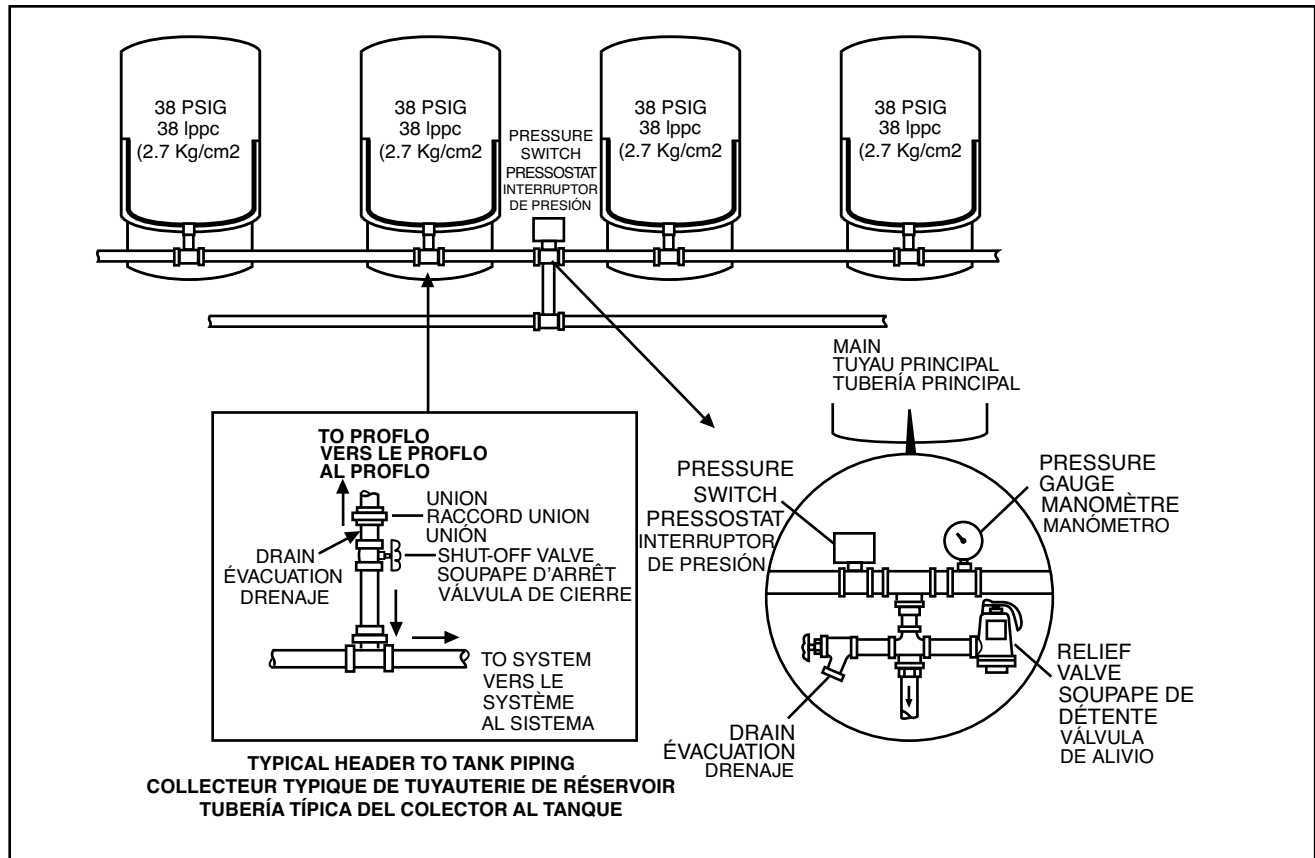 38 PSIG
38 lppc
(2.7 Kg/cm2
38 PSIG
38 lppc
(2.7 Kg/cm2
PRESSURE
SWITCH
PRESSOSTAT
INTERRUPTOR
DE PRESIÓN
38 PSIG
38 lppc
(2.7 Kg/cm2
38 PSIG
38 lppc
(2.7 Kg/cm2
MAIN
TUYAU PRINCIPAL
TUBERÍA PRINCIPAL
TO PROFLO
VERS LE PROFLO
AL PROFLO
UNION
RACCORD UNION
UNIÓN
DRAIN
ÉVACUATION
DRENAJE
SHUT-OFF VALVE
SOUPAPE D'ARRÊT
VÁLVULA DE CIERRE
TO SYSTEM
VERS LE
SYSTÈME
AL SISTEMA
TYPICAL HEADER TO TANK PIPING
COLLECTEUR TYPIQUE DE TUYAUTERIE DE RÉSERVOIR
TUBERÍA TÍPICA DEL COLECTOR AL TANQUE
PRESSURE
SWITCH
PRESSOSTAT
INTERRUPTOR
DE PRESIÓN
PRESSURE
GAUGE
MANOMÈTRE
MANÓMETRO
DRAIN
ÉVACUATION
DRENAJE
RELIEF
VALVE
SOUPAPE DE
DÉTENTE
VÁLVULA
DE ALIVIO